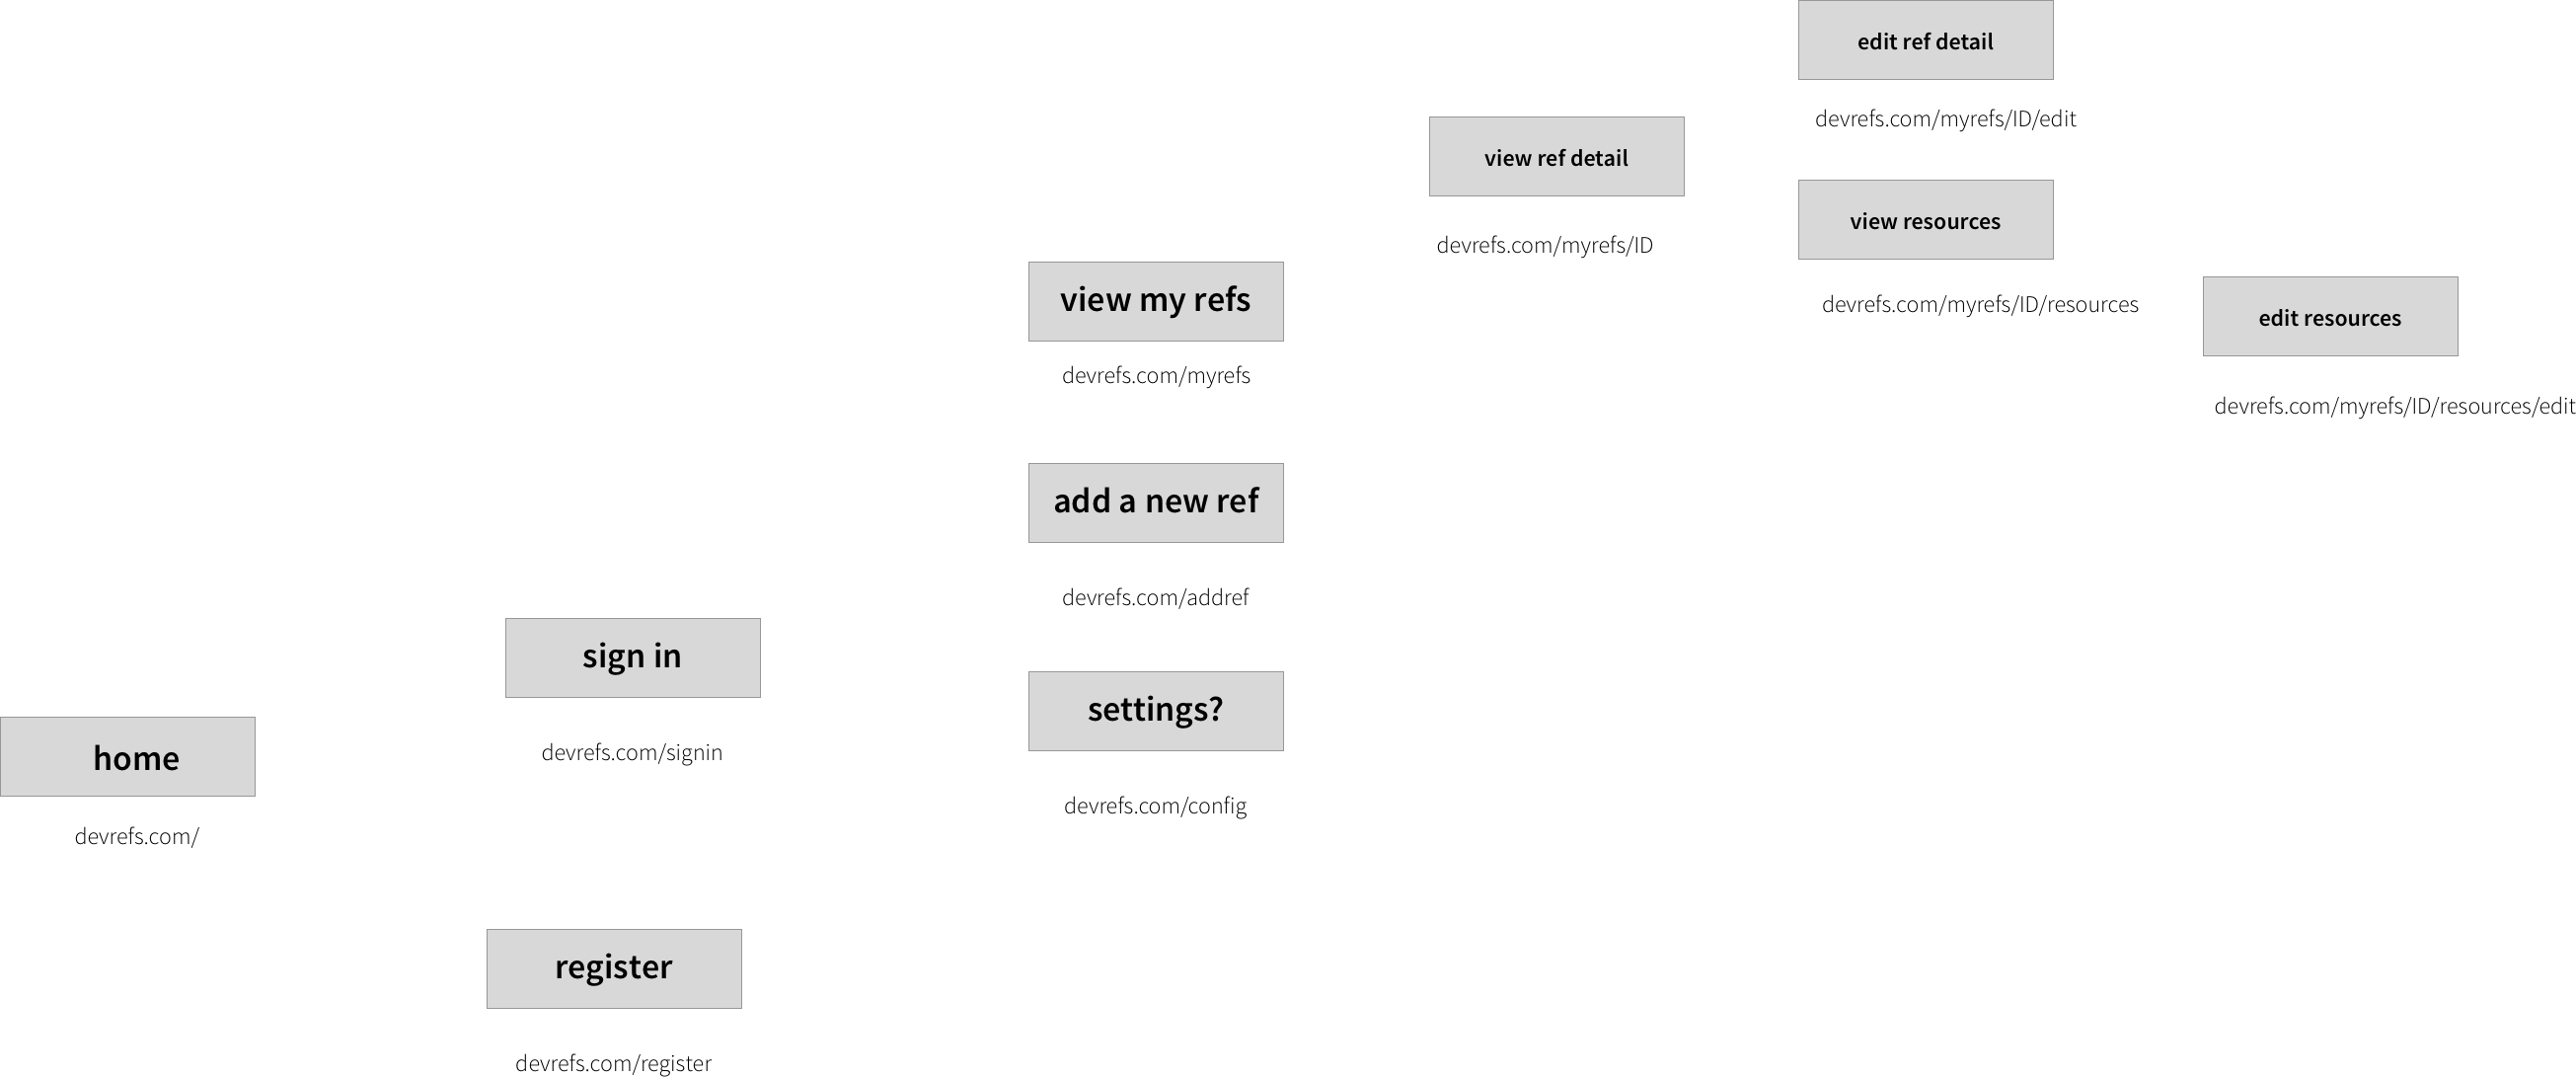 edit ref detail
devrefs.com/myrefs/ID/edit
view ref detail
devrefs.com/myrefs/ID
view resources
devrefs.com/myrefs/ID/resources
edit resources
devrefs.com/myrefs/ID/resources/edit
view my refs
devrefs.com/myrefs
add a new ref
devrefs.com/addref
sign in
devrefs.com/signin
settings?
devrefs.com/config
home
devrefs.com/
register
devrefs.com/register